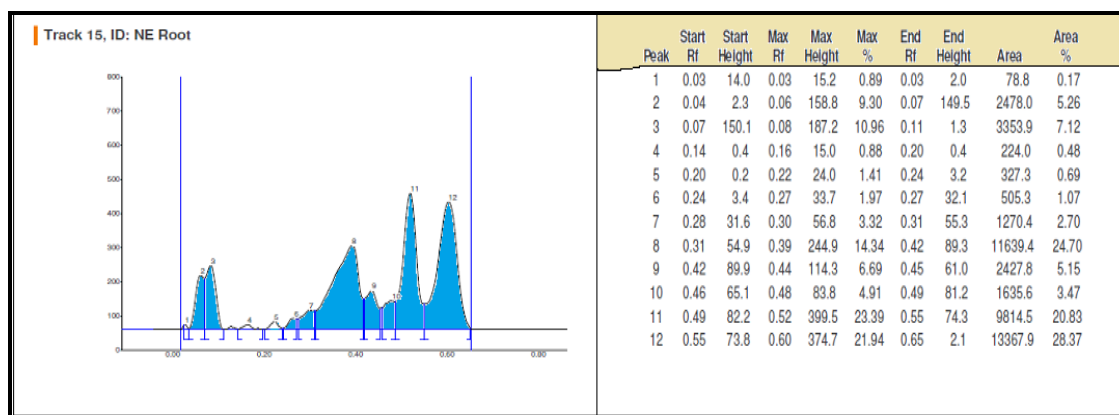 Track 15, ID: NE Root
800
700
600
500
400
300
200
100
0
0.00 0.20 0.40 0.60 0.80
1 2 3 4 5 6 7 8 9 10 11 12
Start Start Max Max Max End End Area
Peak Rf Height Rf Height % Rf Height Area %
1 0.03 14.0 0.03 15.2 0.89 0.03 2.0 78.8 0.17
2 0.04 2.3 0.06 158.8 9.30 0.07 149.5 2478.0 5.26
3 0.07 150.1 0.08 187.2 10.96 0.11 1.3 3353.9 7.12
4 0.14 0.4 0.16 15.0 0.88 0.20 0.4 224.0 0.48
5 0.20 0.2 0.22 24.0 1.41 0.24 3.2 327.3 0.69
6 0.24 3.4 0.27 33.7 1.97 0.27 32.1 505.3 1.07
7 0.28 31.6 0.30 56.8 3.32 0.31 55.3 1270.4 2.70
8 0.31 54.9 0.39 244.9 14.34 0.42 89.3 11639.4 24.70
9 0.42 89.9 0.44 114.3 6.69 0.45 61.0 2427.8 5.15
10 0.46 65.1 0.48 83.8 4.91 0.49 81.2 1635.6 3.47
11 0.49 82.2 0.52 399.5 23.39 0.55 74.3 9814.5 20.83
12 0.55 73.8 0.60 374.7 21.94 0.65 2.1 13367.9 28.37